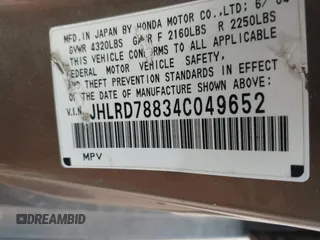 MFD. IN JAPAN BY HONDA MOTOR CO., LTD. 6/04
GVWR 4320LBS GAWR F 2160LBS R 2250LBS
THIS VEHICLE CONFORMS TO ALL APPLICABLE
FEDERAL MOTOR VEHICLE SAFETY AND
THEFT PREVENTION STANDARDS IN EFFECT ON
THE DATE OF MANUFACTURE SHOWN ABOVE.
V.I.N. JHLRD78834C049652
MPV
DREAMBID